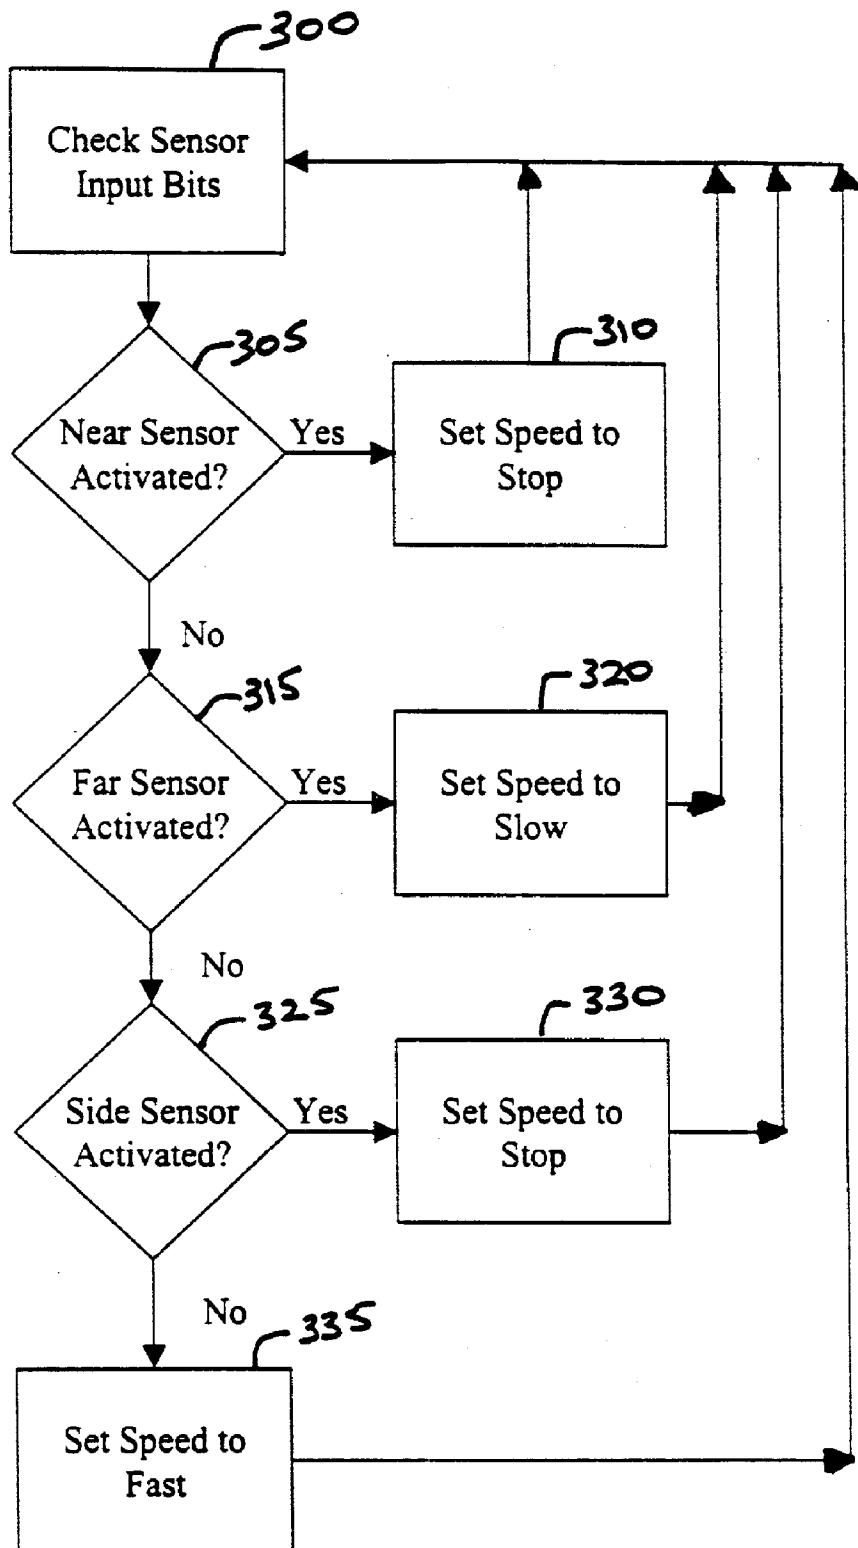 300
Check Sensor
Input Bits
305
Near Sensor
Activated?
Yes
310
Set Speed to
Stop
No
315
Far Sensor
Activated?
Yes
320
Set Speed to
Slow
No
325
Side Sensor
Activated?
Yes
330
Set Speed to
Stop
No
335
Set Speed to
Fast